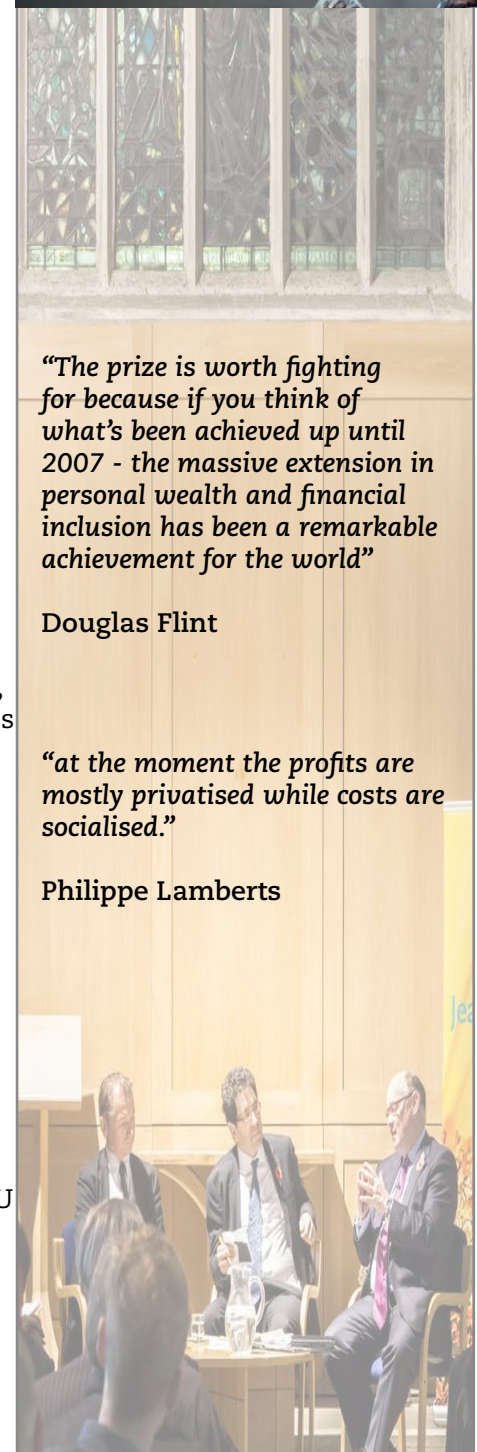 “The prize is worth fighting
for because if you think of
what’s been achieved up until
2007 - the massive extension in
personal wealth and financial
inclusion has been a remarkable
achievement for the world”
Douglas Flint
,
s
“at the moment the profits are
mostly privatised while costs are
socialised.”
Philippe Lamberts
Jea
U